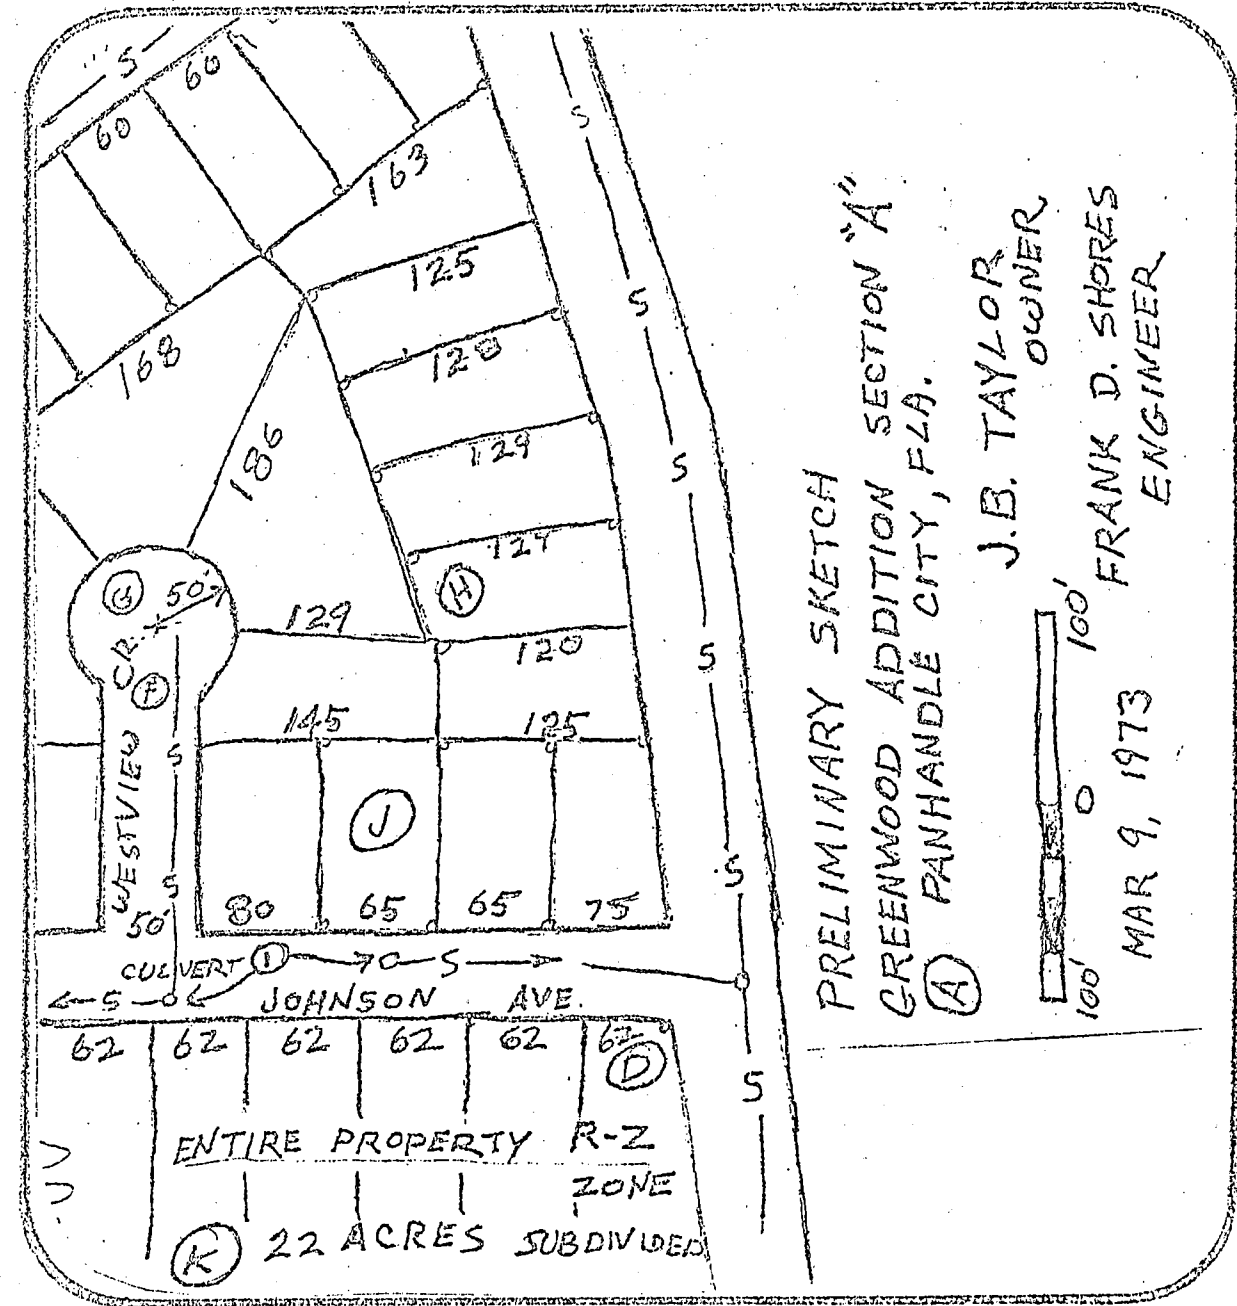 S
60
60
163
168
125
128
129
127
186
S
S
S
S
G
50'
H
129
120
CR.
F
145
125
S
WESTVIEW
S
J
S
50'
80
65
65
75
CULVERT I S
S
JOHNSON AVE.
62 62 62 62 62 62
D
S
ENTIRE PROPERTY R-Z
ZONE
K 22 ACRES SUBDIVIDED
PRELIMINARY SKETCH
GREENWOOD ADDITION SECTION "A"
A PANHANDLE CITY, FLA.
J.B. TAYLOR
OWNER
100' 0 100'
FRANK D. SHORES
ENGINEER
MAR 9, 1973